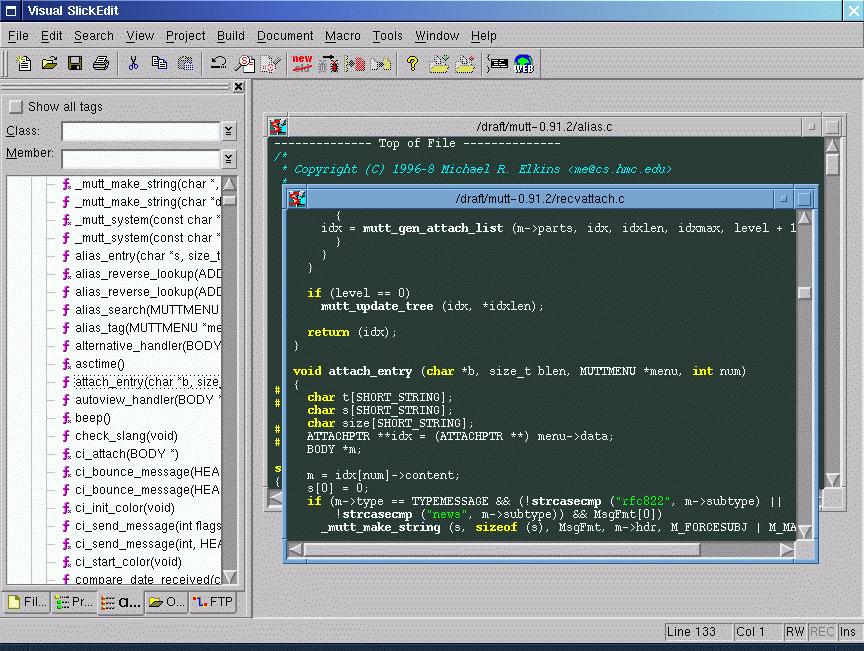 Visual SlickEdit
File Edit Search View Project Build Document Macro Tools Window Help
new
old
WEB
Show all tags
Class:
Member:
_mutt_make_string(char *,
_mutt_make_string(char *d
_mutt_system(const char *
_mutt_system(const char *
alias_entry(char *s, size_t
alias_reverse_lookup(ADD
alias_reverse_lookup(ADD
alias_search(MUTTMENU
alias_tag(MUTTMENU *me
alternative_handler(BODY
asctime()
attach_entry(char *b, size_
autoview_handler(BODY *
beep()
check_slang(void)
ci_attach(BODY *)
ci_bounce_message(HEA
ci_bounce_message(HEA
ci_init_color(void)
ci_send_message(int flags
ci_send_message(int, HEA
ci_start_color(void)
compare_date_received(c
Fil... Pr... Cl... O... FTP
/draft/mutt-0.91.2/alias.c
-------------- Top of File --------------
/*
* Copyright (C) 1996-8 Michael R. Elkins <me@cs.hmc.edu>
*
#
#
#
#
s
{
/draft/mutt-0.91.2/recvattach.c
{
idx = mutt_gen_attach_list (m->parts, idx, idxlen, idxmax, level + 1
}
}
}
if (level == 0)
mutt_update_tree (idx, *idxlen);
return (idx);
}
void attach_entry (char *b, size_t blen, MUTTMENU *menu, int num)
{
char t[SHORT_STRING];
char s[SHORT_STRING];
char size[SHORT_STRING];
ATTACHPTR **idx = (ATTACHPTR **) menu->data;
BODY *m;
m = idx[num]->content;
s[0] = 0;
if (m->type == TYPEMESSAGE && (!strcasecmp ("rfc822", m->subtype) ||
!strcasecmp ("news", m->subtype)) && MsgFmt[0])
_mutt_make_string (s, sizeof (s), MsgFmt, m->hdr, M_FORCESUBJ | M_MA
Line 133 Col 1 RW REC Ins